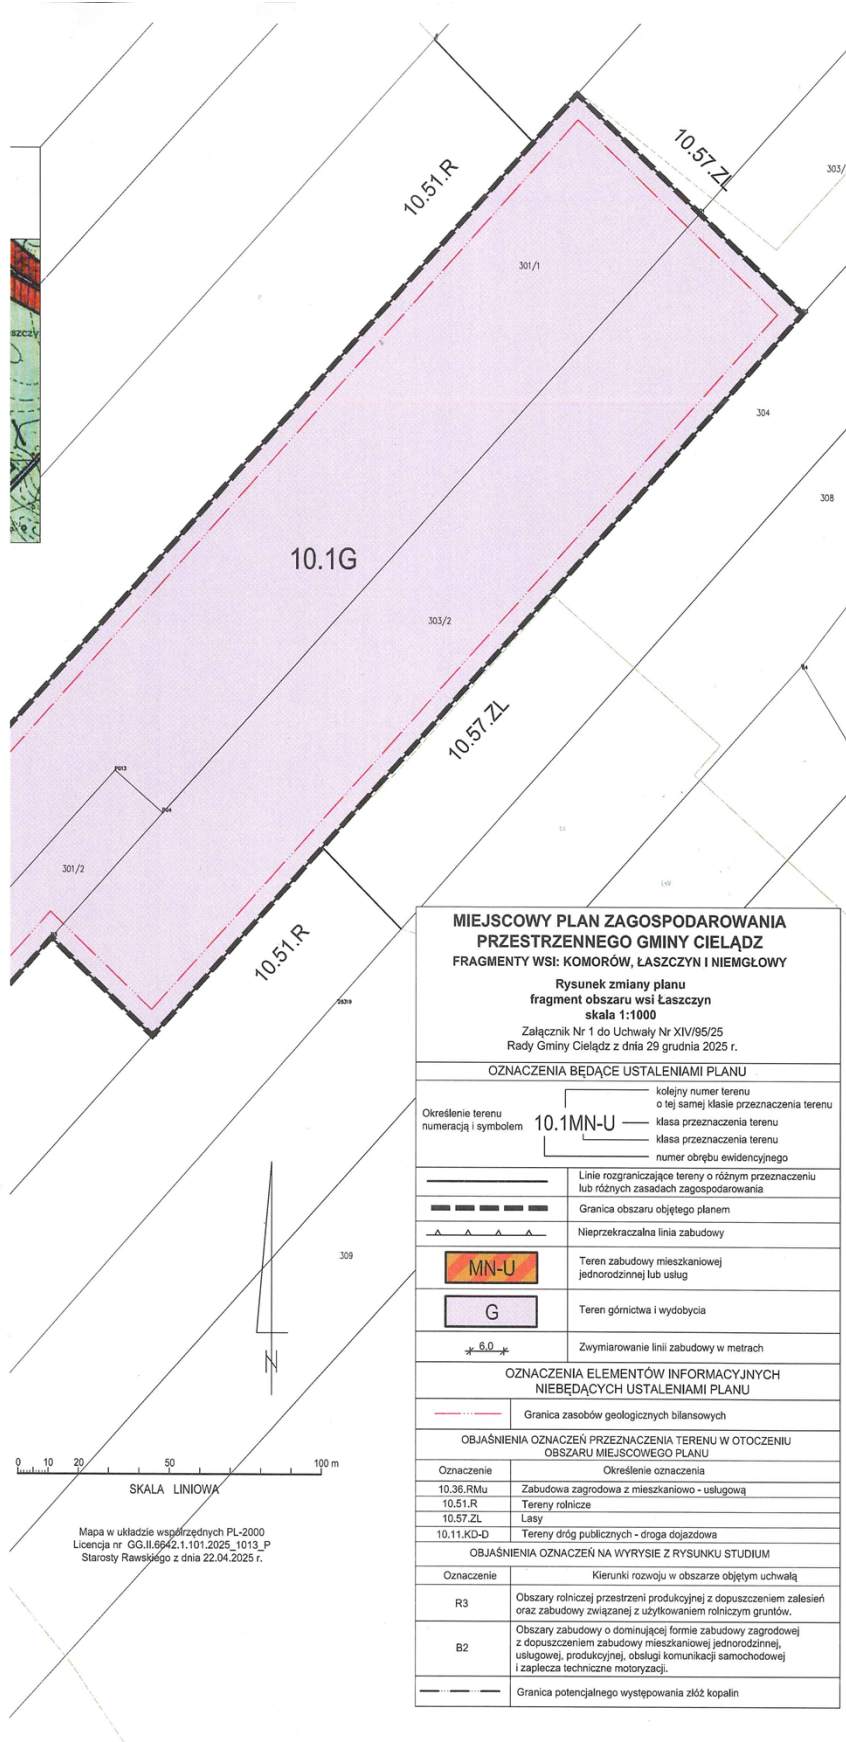 10.57.ZL
10.51.R
303/
301/1
szczy
304
308
10.1G
303/2
10.57.ZL
301/2
10.51.R
309
MIEJSCOWY PLAN ZAGOSPODAROWANIA
PRZESTRZENNEGO GMINY CIELĄDZ
FRAGMENTY WSI: KOMORÓW, ŁASZCZYN I NIEMGŁOWY
Rysunek zmiany planu
fragment obszaru wsi Łaszczyn
skala 1:1000
Załącznik Nr 1 do Uchwały Nr XIV/95/25
Rady Gminy Cielądz z dnia 29 grudnia 2025 r.
OZNACZENIA BĘDĄCE USTALENIAMI PLANU
kolejny numer terenu
o tej samej klasie przeznaczenia terenu
Określenie terenu
numeracją i symbolem
10.1MN-U
klasa przeznaczenia terenu
klasa przeznaczenia terenu
numer obrębu ewidencyjnego
Linie rozgraniczające tereny o różnym przeznaczeniu
lub różnych zasadach zagospodarowania
Granica obszaru objętego planem
Nieprzekraczalna linia zabudowy
MN-U
Teren zabudowy mieszkaniowej
jednorodzinnej lub usług
G
Teren górnictwa i wydobycia
6.0
Zwymiarowanie linii zabudowy w metrach
OZNACZENIA ELEMENTÓW INFORMACYJNYCH
NIEBĘDĄCYCH USTALENIAMI PLANU
Granica zasobów geologicznych bilansowych
OBJAŚNIENIA OZNACZEŃ PRZEZNACZENIA TERENU W OTOCZENIU
OBSZARU MIEJSCOWEGO PLANU
Oznaczenie Określenie oznaczenia
10.36.RMu Zabudowa zagrodowa z mieszkaniowo - usługową
10.51.R Tereny rolnicze
10.57.ZL Lasy
10.11.KD-D Tereny dróg publicznych - droga dojazdowa
OBJAŚNIENIA OZNACZEŃ NA WYRYSIE Z RYSUNKU STUDIUM
Oznaczenie Kierunki rozwoju w obszarze objętym uchwałą
R3
Obszary rolniczej przestrzeni produkcyjnej z dopuszczeniem zalesień
oraz zabudowy związanej z użytkowaniem rolniczym gruntów.
B2
Obszary zabudowy o dominującej formie zabudowy zagrodowej
z dopuszczeniem zabudowy mieszkaniowej jednorodzinnej,
usługowej, produkcyjnej, obsługi komunikacji samochodowej
i zaplecza techniczne motoryzacji.
Granica potencjalnego występowania złóż kopalin
N
0 10 20 50 100 m
SKALA LINIOWA
Mapa w układzie współrzędnych PL-2000
Licencja nr GG.II.6642.1.101.2025_1013_P
Starosty Rawskiego z dnia 22.04.2025 r.